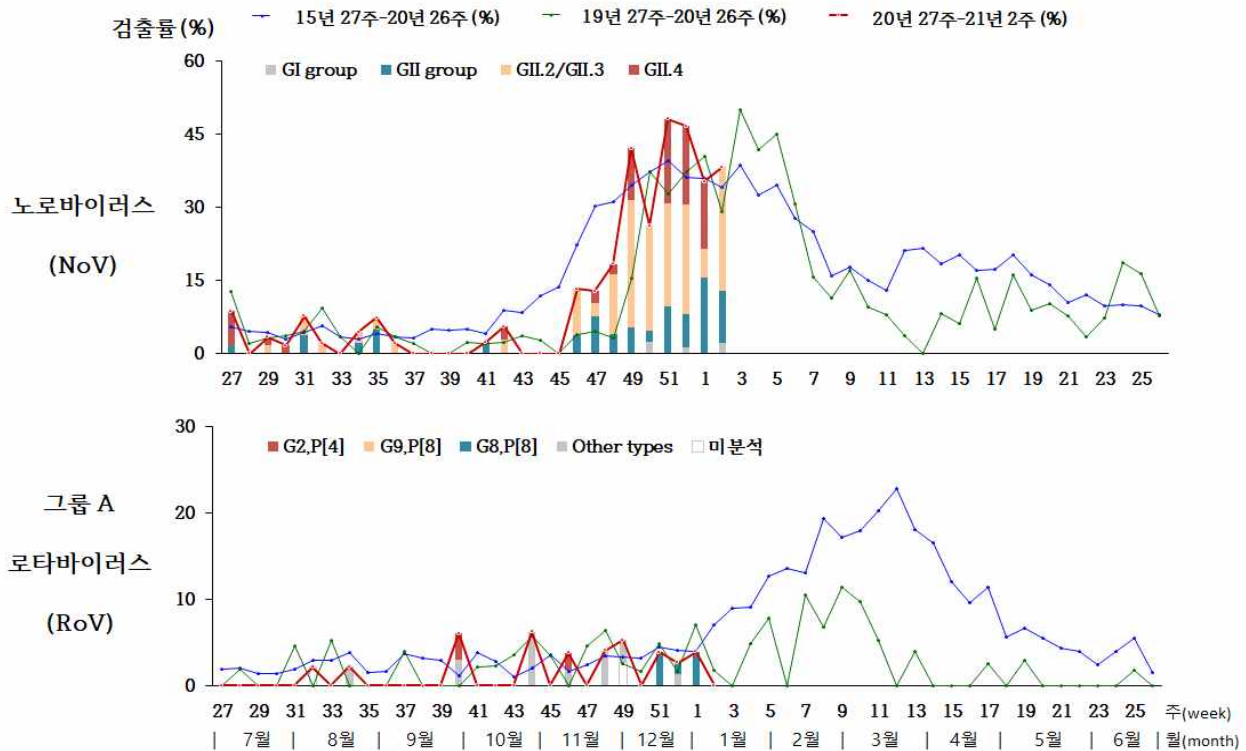 15년 27주-20년 26주 (%) 19년 27주-20년 26주 (%) 20년 27주-21년 2주 (%)
검출률 (%)
60
GI group GII group GII.2/GII.3 GII.4
45
30
노로바이러스
(NoV)
15
0
27 29 31 33 35 37 39 41 43 45 47 49 51 1 3 5 7 9 11 13 15 17 19 21 23 25
30
G2,P[4] G9,P[8] G8,P[8] Other types 미분석
20
그룹 A
로타바이러스
(RoV)
10
0
27 29 31 33 35 37 39 41 43 45 47 49 51 1 3 5 7 9 11 13 15 17 19 21 23 25 주(week)
| 7월 | 8월 | 9월 | 10월 | 11월 | 12월 | 1월 | 2월 | 3월 | 4월 | 5월 | 6월 | 월(month)